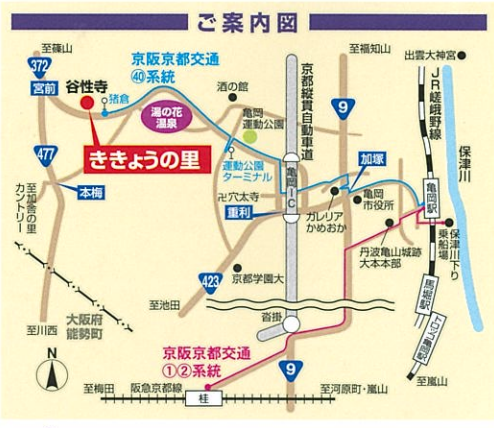 ご案内図
至篠山
京阪京都交通
㊵系統
至福知山
出雲大神宮
372
宮前
谷性寺
猪倉
酒の館
湯の花
温泉
亀岡
運動公園
京都縦貫自動車道
9
JR嵯峨野線
保津川
ききょうの里
運動公園
ターミナル
加塚
477
本梅
至加舎の里
カントリー
卍穴太寺
重利
亀岡IC
ガレリア
かめおか
亀岡
市役所
亀岡駅
丹波亀山城跡
大本本部
保津川下り
乗船場
423
京都学園大
至池田
馬堀駅
トロッコ亀岡駅
大阪府
能勢町
至川西
沓掛
京阪京都交通
①②系統
N
9
至嵐山
至梅田
阪急京都線
桂
至河原町・嵐山